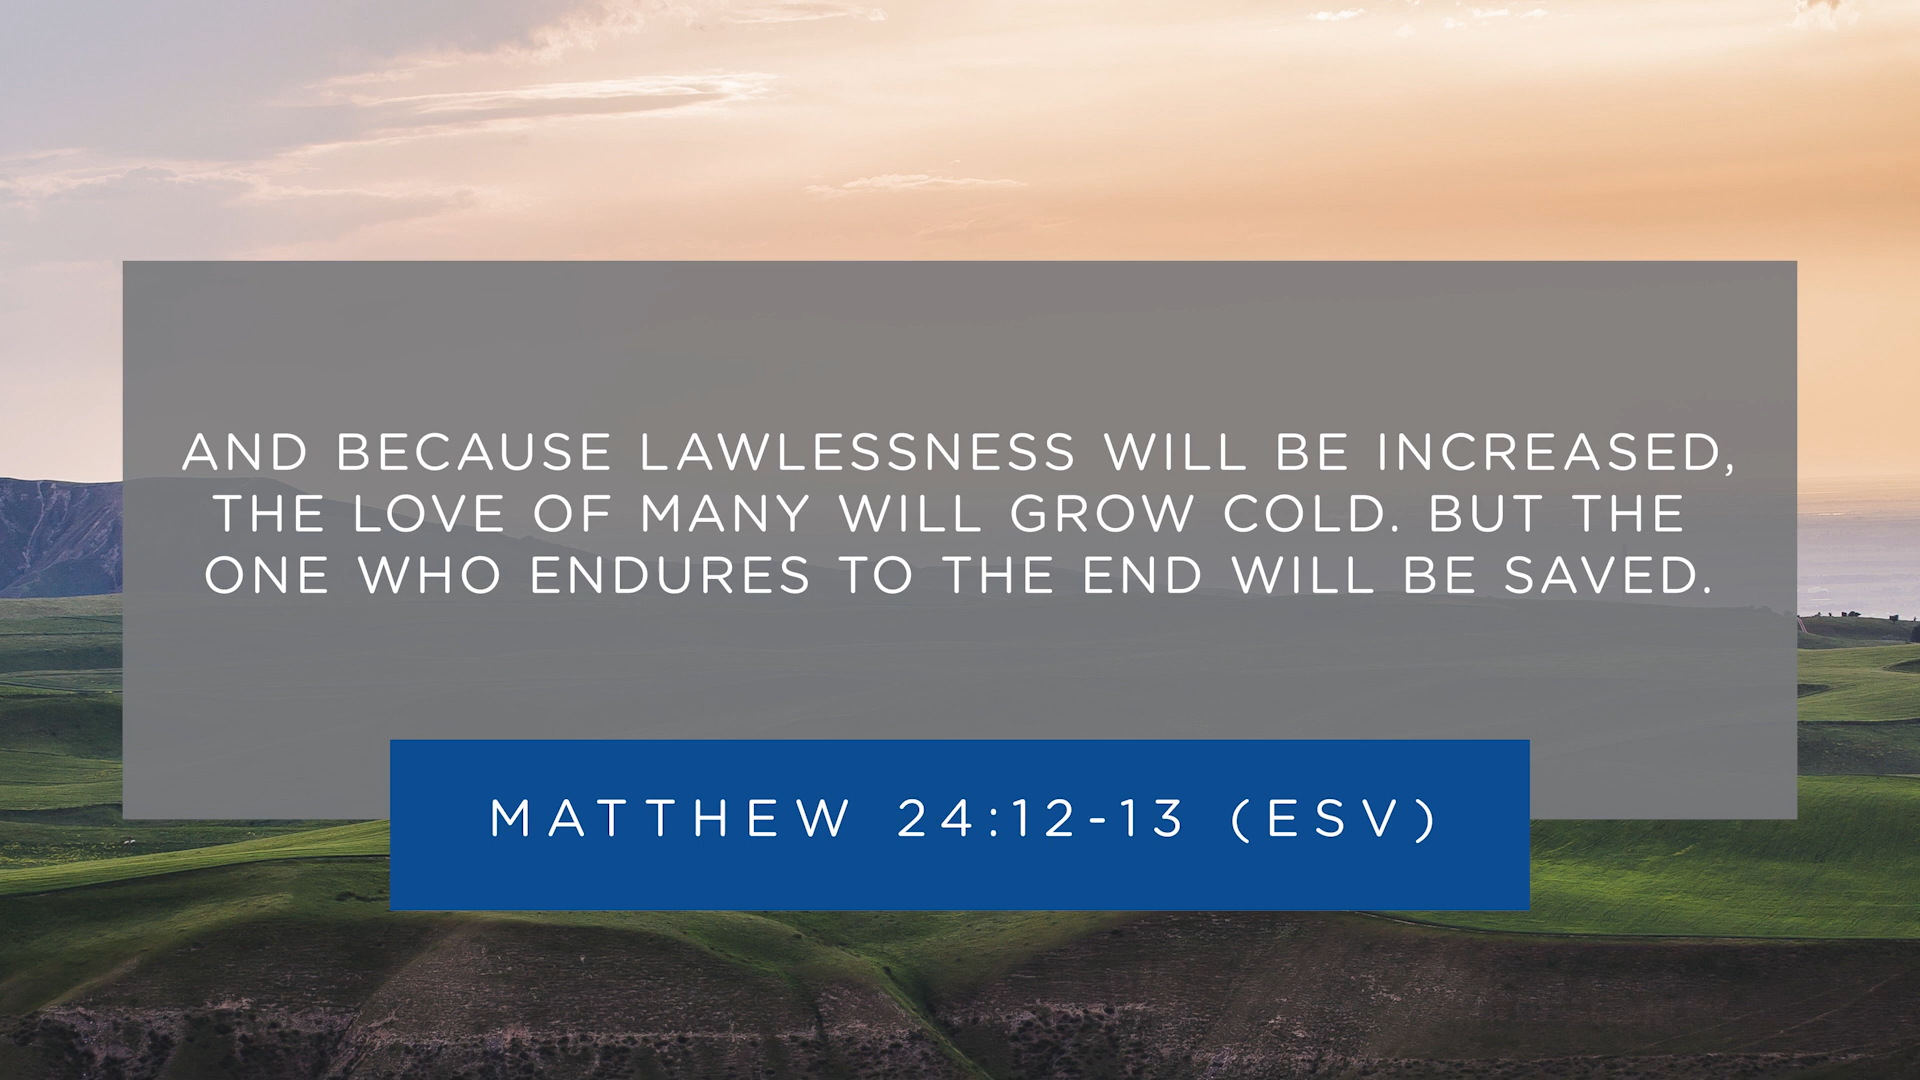 AND BECAUSE LAWLESSNESS WILL BE INCREASED,
THE LOVE OF MANY WILL GROW COLD. BUT THE
ONE WHO ENDURES TO THE END WILL BE SAVED.
MATTHEW 24:12-13 (ESV)